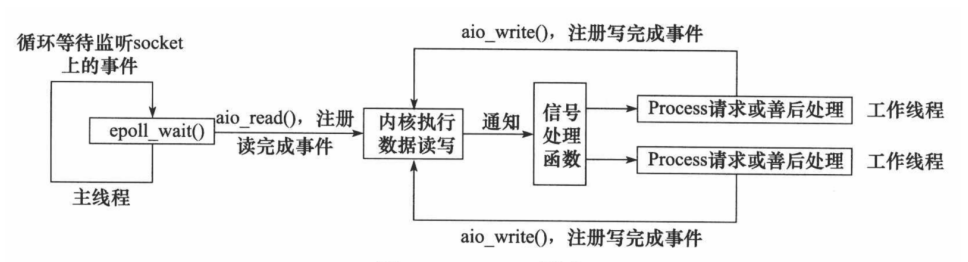 aio_write()，注册写完成事件
循环等待监听socket
上的事件
epoll_wait()
aio_read()，注册
读完成事件
内核执行
数据读写
通知
信号
处理
函数
Process请求或善后处理
工作线程
Process请求或善后处理
工作线程
主线程
aio_write()，注册写完成事件